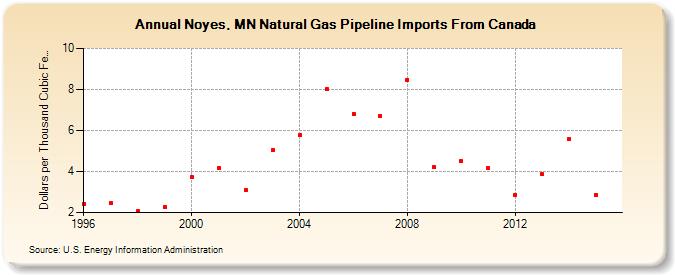 Annual Noyes, MN Natural Gas Pipeline Imports From Canada
Dollars per Thousand Cubic Fe...
10
8
6
4
2
1996 2000 2004 2008 2012
Source: U.S. Energy Information Administration